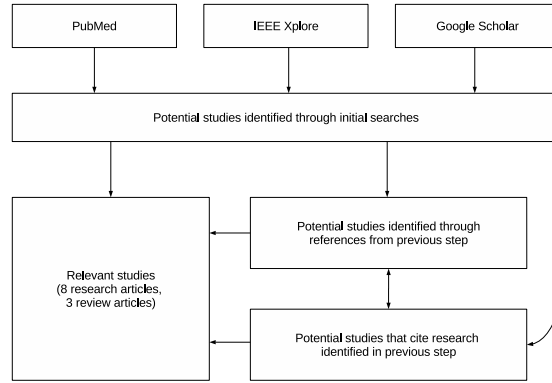 PubMed
IEEE Xplore
Google Scholar
Potential studies identified through initial searches
Potential studies identified through
references from previous step
Relevant studies
(8 research articles,
3 review articles)
Potential studies that cite research
identified in previous step